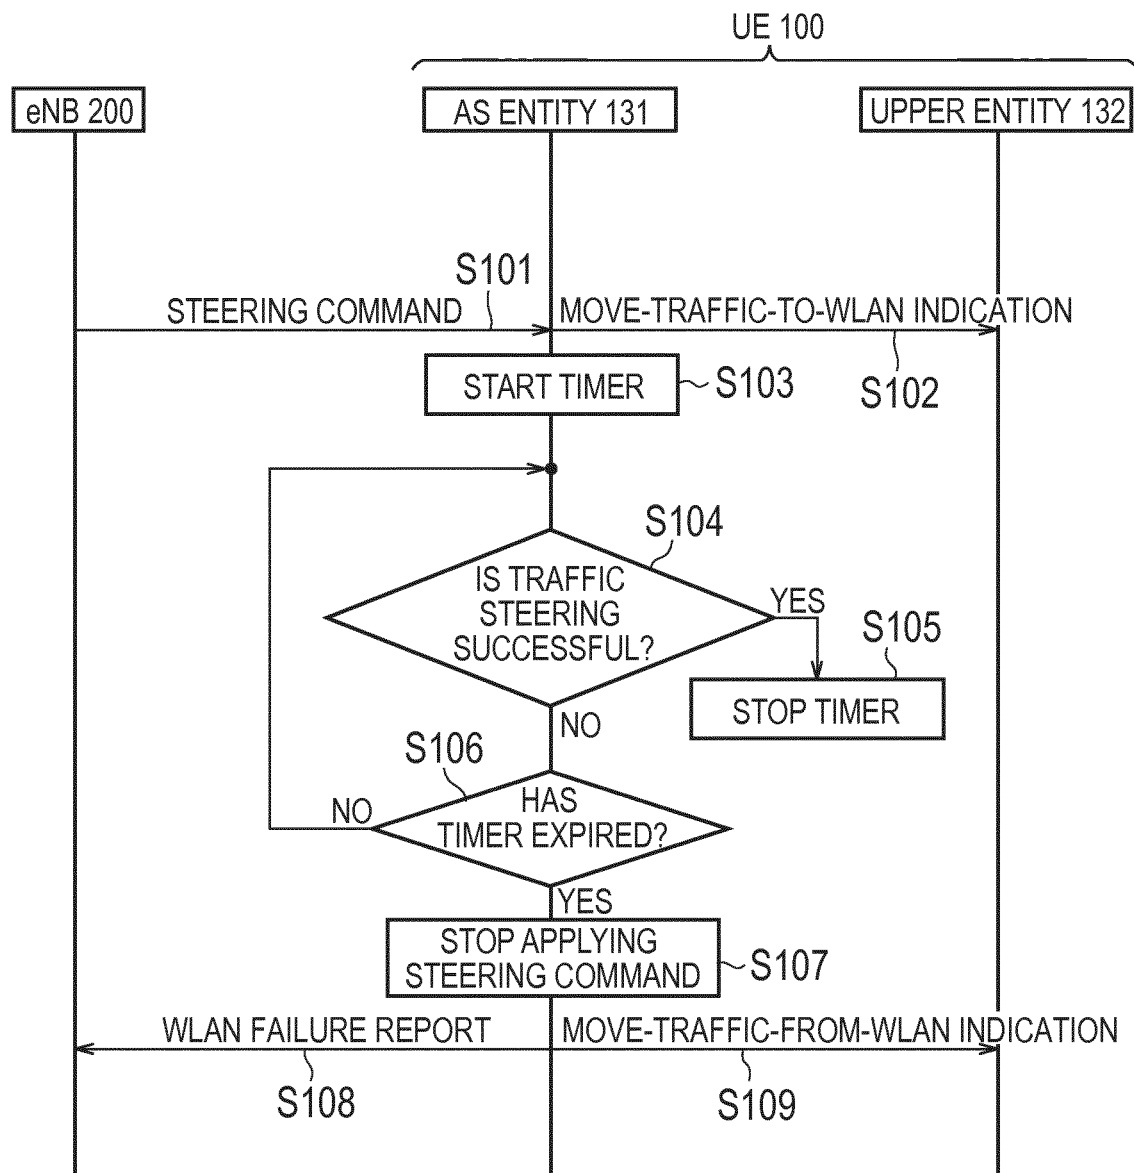 UE 100
eNB 200
AS ENTITY 131
UPPER ENTITY 132
S101
STEERING COMMAND
MOVE-TRAFFIC-TO-WLAN INDICATION
S102
START TIMER
S103
S104
IS TRAFFIC
STEERING
SUCCESSFUL?
YES
S105
STOP TIMER
NO
S106
HAS
TIMER EXPIRED?
NO
YES
STOP APPLYING
STEERING COMMAND
S107
WLAN FAILURE REPORT
MOVE-TRAFFIC-FROM-WLAN INDICATION
S108
S109